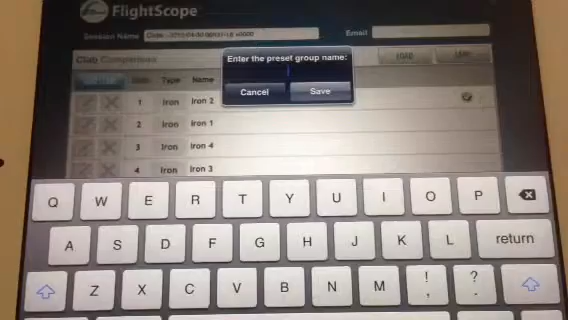 FlightScope
Session Name
Email
Enter the preset group name:
Cancel
Save
Club Comparison
LOAD
Type
Name
1 Iron Iron 2
2 Iron Iron 1
3 Iron Iron 4
4 Iron Iron 3
Q W E R T Y U I O P
A S D F G H J K L return
Z X C V B N M ! , ? .